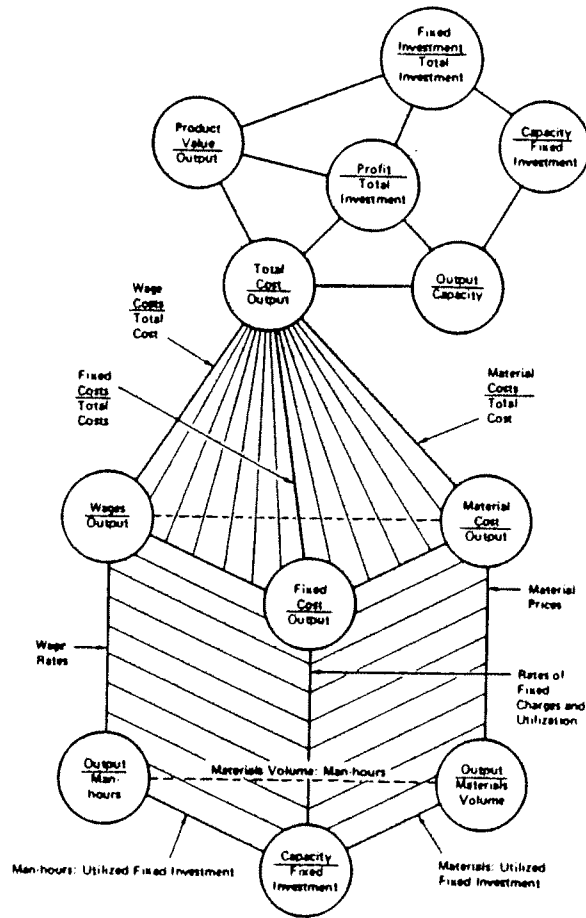 Fixed
Investment
Total
Investment
Product
Value
Output
Capacity
Fixed
Investment
Profit
Total
Investment
Total
Cost
Output
Output
Capacity
Wage
Costs
Total
Cost
Fixed
Costs
Total
Costs
Material
Costs
Total
Cost
Wages
Output
Material
Cost
Output
Fixed
Cost
Output
Material
Prices
Wage
Rates
Rates of
Fixed
Charges and
Utilization
Output
Man-
hours
Materials Volume: Man-hours
Output
Materials
Volume
Man-hours: Utilized Fixed Investment
Capacity
Fixed
Investment
Materials: Utilized
Fixed Investment